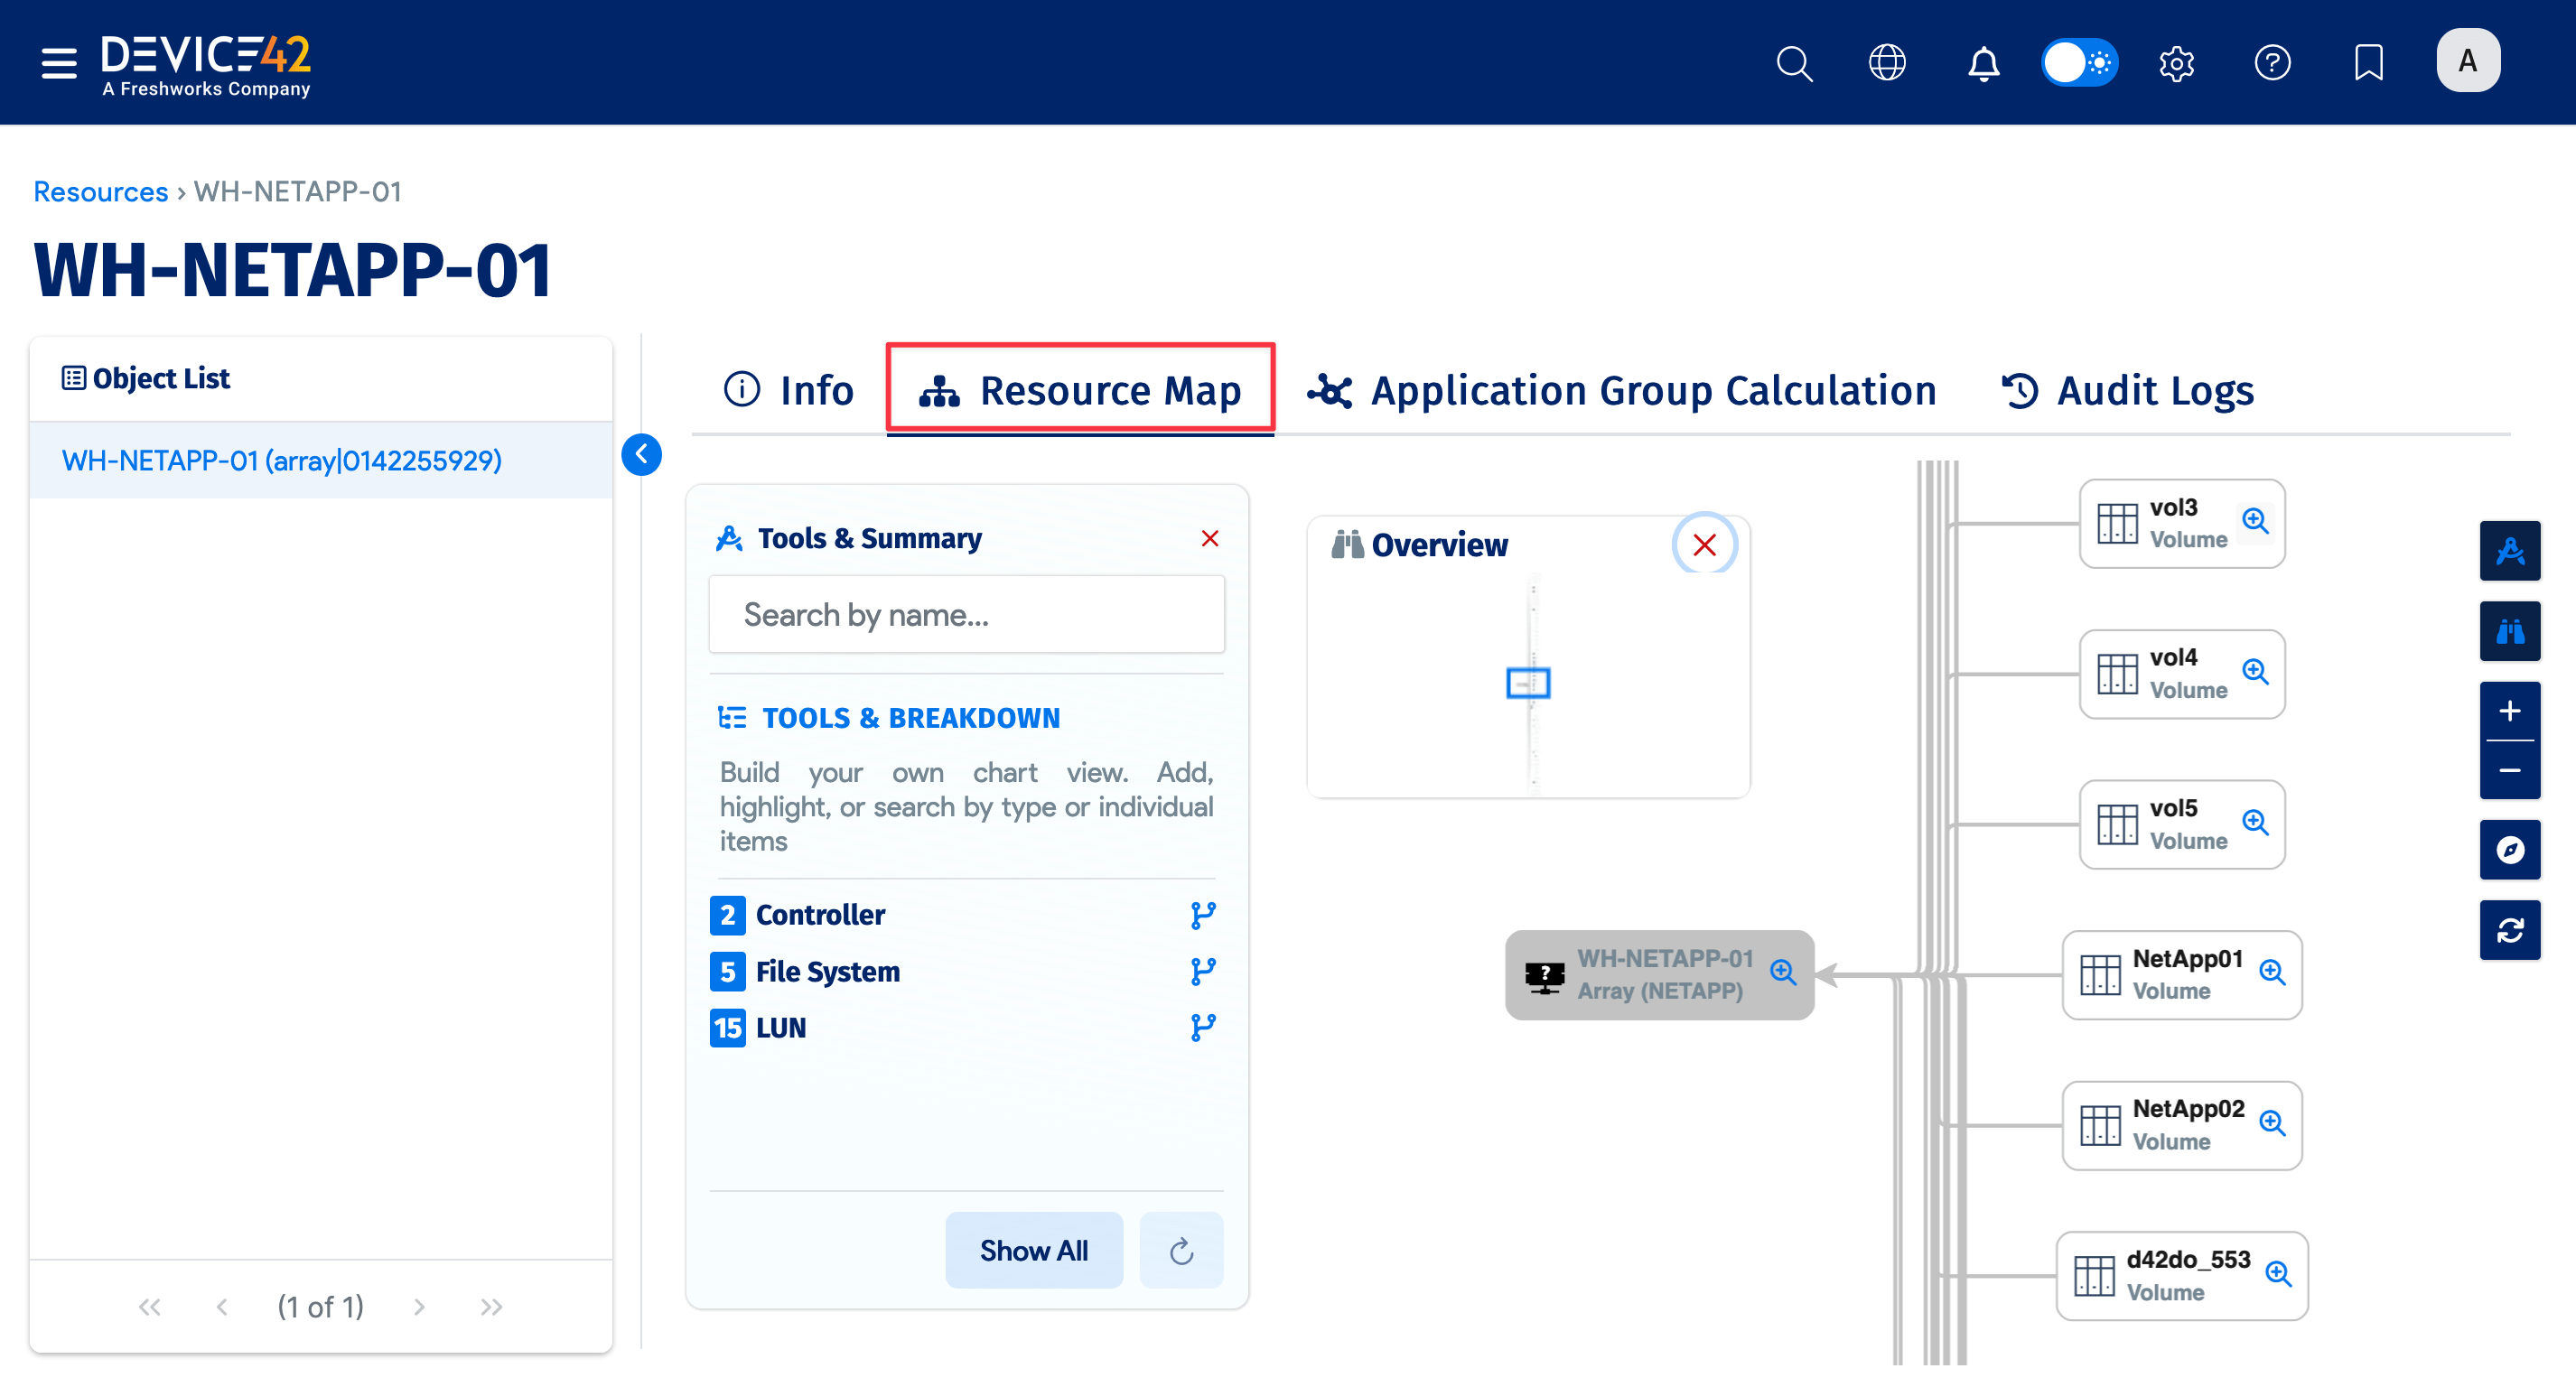 DEVICE42
A Freshworks Company
A
Resources › WH-NETAPP-01
WH-NETAPP-01
Object List
WH-NETAPP-01 (array|0142255929)
(1 of 1)
Info
Resource Map
Application Group Calculation
Audit Logs
Tools & Summary
Search by name...
TOOLS & BREAKDOWN
Build your own chart view. Add,
highlight, or search by type or individual
items
2 Controller
5 File System
15 LUN
Show All
Overview
WH-NETAPP-01
Array (NETAPP)
vol3
Volume
vol4
Volume
vol5
Volume
NetApp01
Volume
NetApp02
Volume
d42do_553
Volume